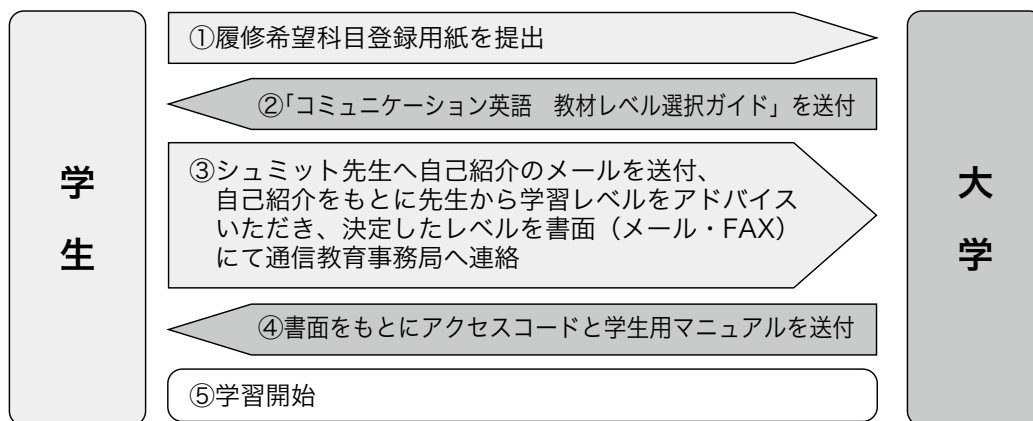 学生
①履修希望科目登録用紙を提出
②「コミュニケーション英語　教材レベル選択ガイド」を送付
③シュミット先生へ自己紹介のメールを送付、
自己紹介をもとに先生から学習レベルをアドバイス
いただき、決定したレベルを書面（メール・FAX）
にて通信教育事務局へ連絡
④書面をもとにアクセスコードと学生用マニュアルを送付
⑤学習開始
大学